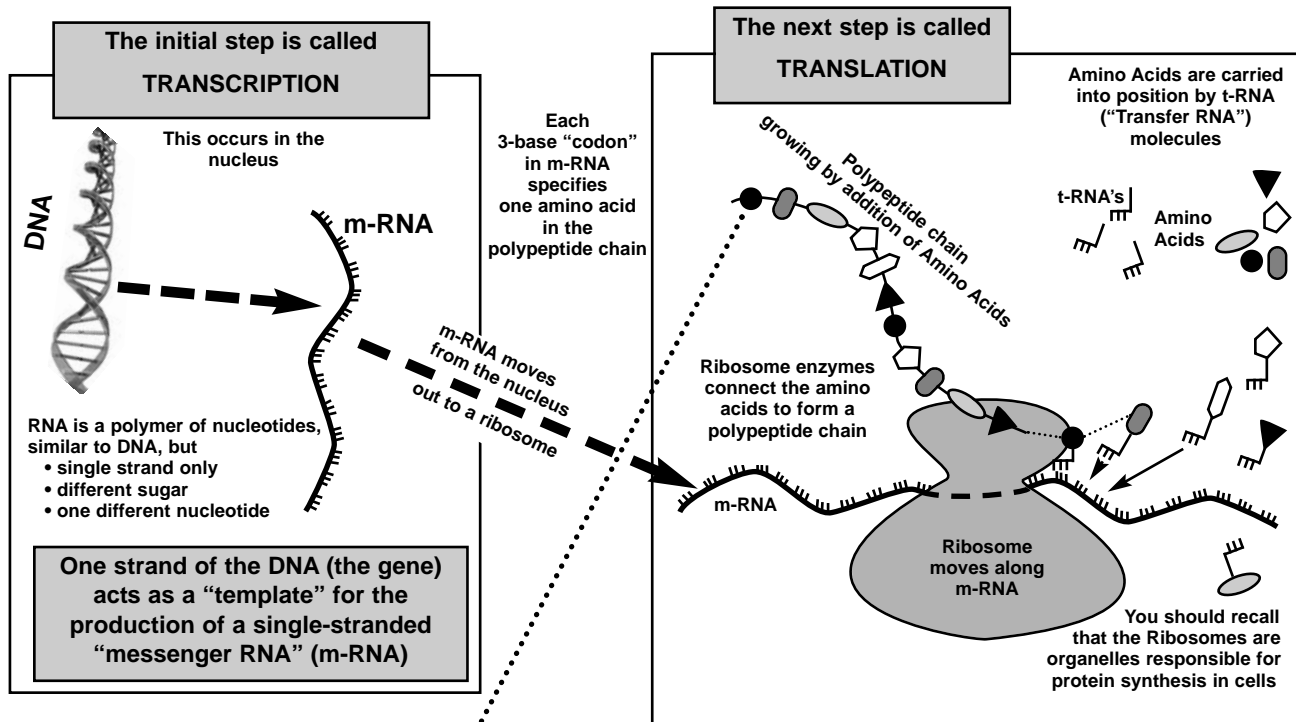 The initial step is called
TRANSCRIPTION
This occurs in the
nucleus
DNA
m-RNA
RNA is a polymer of nucleotides,
similar to DNA, but
• single strand only
• different sugar
• one different nucleotide
One strand of the DNA (the gene)
acts as a “template” for the
production of a single-stranded
“messenger RNA” (m-RNA)
Each
3-base “codon”
in m-RNA
specifies
one amino acid
in the
polypeptide chain
m-RNA moves
from the nucleus
out to a ribosome
The next step is called
TRANSLATION
Amino Acids are carried
into position by t-RNA
(“Transfer RNA”)
molecules
t-RNA’s
Amino
Acids
Polypeptide chain
growing by addition of Amino Acids
Ribosome enzymes
connect the amino
acids to form a
polypeptide chain
m-RNA
Ribosome
moves along
m-RNA
You should recall
that the Ribosomes are
organelles responsible for
protein synthesis in cells